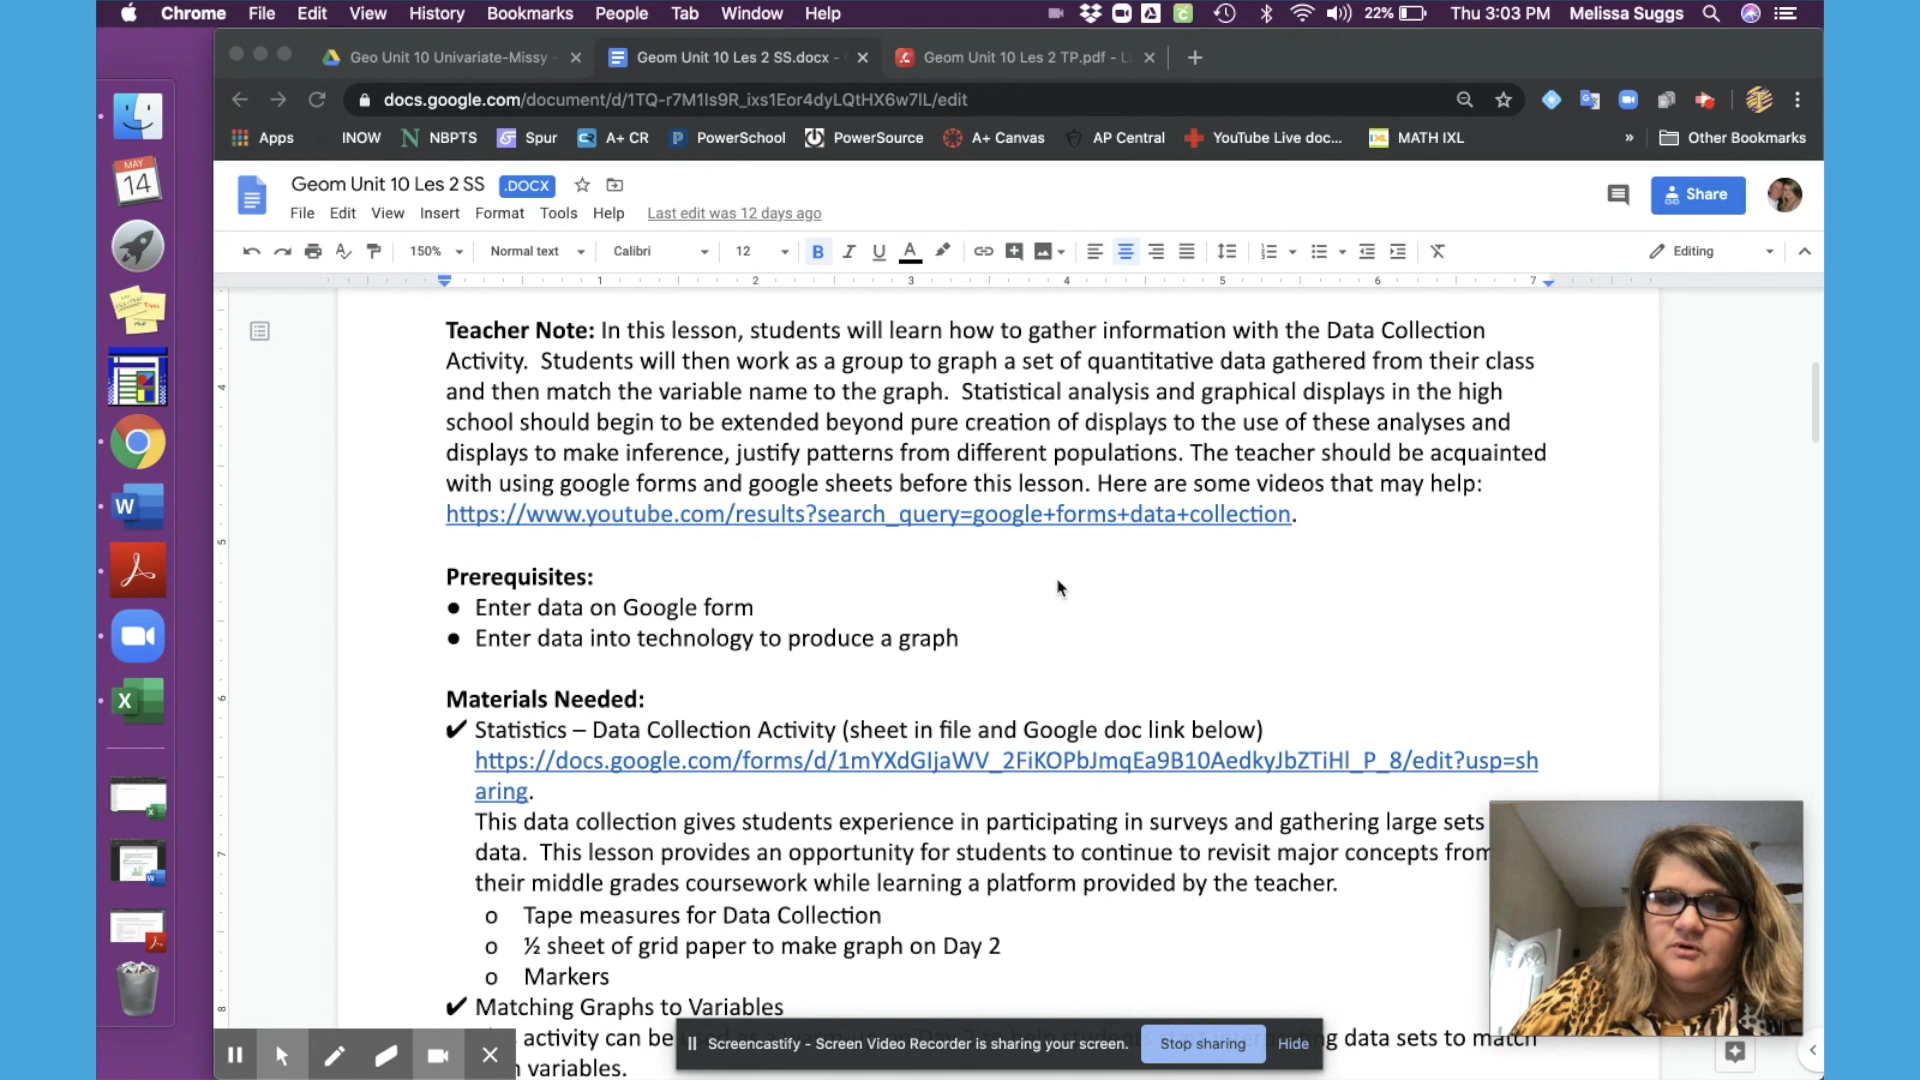 Chrome File Edit View History Bookmarks People Tab Window Help 22% Thu 3:03 PM Melissa Suggs
Geo Unit 10 Univariate-Missy - Geom Unit 10 Les 2 SS.docx - Geom Unit 10 Les 2 TP.pdf - L
docs.google.com/document/d/1TQ-r7M1Is9R_ixs1Eor4dyLQtHX6w7lL/edit
Apps INOW NBPTS Spur A+ CR PowerSchool PowerSource A+ Canvas AP Central YouTube Live doc... MATH IXL » Other Bookmarks
MAY
14
Geom Unit 10 Les 2 SS .DOCX
Share
File Edit View Insert Format Tools Help Last edit was 12 days ago
150% Normal text Calibri 12 B I U A Editing
1 2 3 4 5 6 7
Teacher Note: In this lesson, students will learn how to gather information with the Data Collection
4
Activity. Students will then work as a group to graph a set of quantitative data gathered from their class
and then match the variable name to the graph. Statistical analysis and graphical displays in the high
school should begin to be extended beyond pure creation of displays to the use of these analyses and
displays to make inference, justify patterns from different populations. The teacher should be acquainted
with using google forms and google sheets before this lesson. Here are some videos that may help:
https://www.youtube.com/results?search_query=google+forms+data+collection.
5
Prerequisites:
● Enter data on Google form
● Enter data into technology to produce a graph
6
Materials Needed:
✔ Statistics – Data Collection Activity (sheet in file and Google doc link below)
https://docs.google.com/forms/d/1mYXdGIjaWV_2FiKOPbJmqEa9B10AedkyJbZTiHl_P_8/edit?usp=sh
aring.
This data collection gives students experience in participating in surveys and gathering large sets
7
data. This lesson provides an opportunity for students to continue to revisit major concepts from
their middle grades coursework while learning a platform provided by the teacher.
o Tape measures for Data Collection
o ½ sheet of grid paper to make graph on Day 2
o Markers
8
✔ Matching Graphs to Variables
activity can be data sets to match
variables.
Screencastify - Screen Video Recorder is sharing your screen. Stop sharing Hide